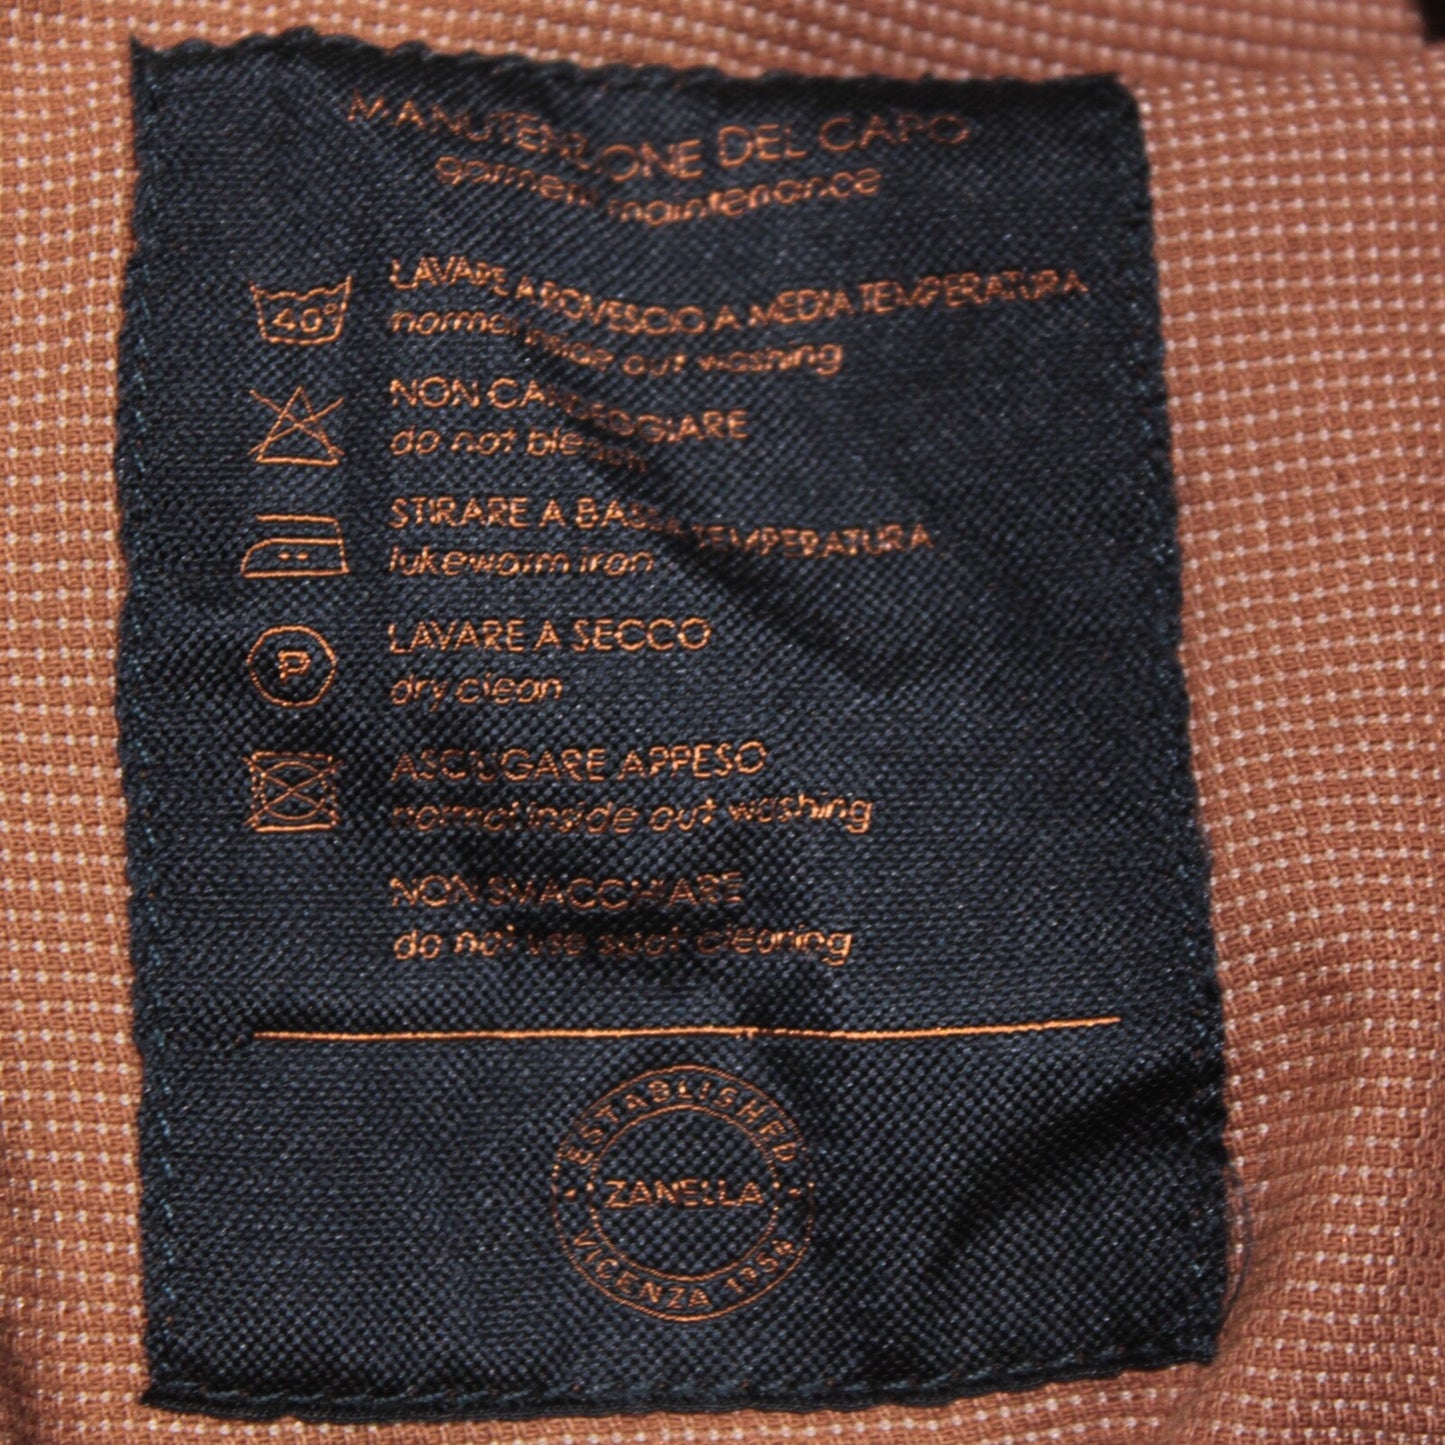 MANUTENZIONE DEL CAPO
garment maintenance
40°
LAVARE A ROVESCIO A MEDIA TEMPERATURA
normal inside out washing
NON CANDEGGIARE
do not bleach
STIRARE A BASSA TEMPERATURA
lukewarm iron
P
LAVARE A SECCO
dry clean
ASCIUGARE APPESO
normal inside out washing
NON SMACCHIARE
do not use spot cleaning
ESTABLISHED
ZANELLA
VICENZA 1954